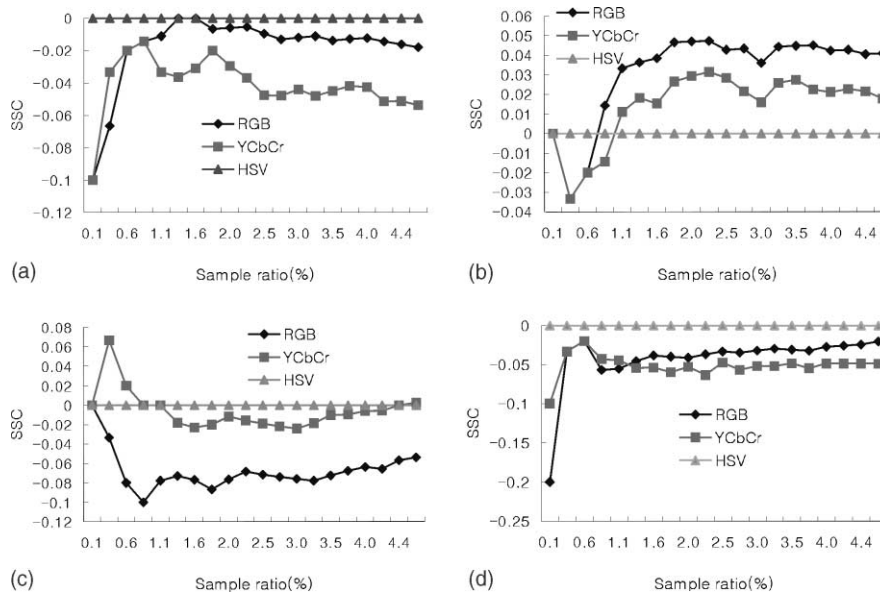 0
-0.02
-0.04
-0.06
-0.08
-0.1
-0.12
SSC
RGB
YCbCr
HSV
0.1 0.6 1.1 1.6 2.0 2.5 3.0 3.5 4.0 4.4
Sample ratio(%)
(a)
0.06
0.05
0.04
0.03
0.02
0.01
0
-0.01
0.02
-0.03
-0.04
SSC
RGB
YCbCr
HSV
0.1 0.6 1.1 1.6 2.0 2.5 3.0 3.5 4.0 4.4
Sample ratio(%)
(b)
0.08
0.06
0.04
0.02
0
-0.02
-0.04
-0.06
-0.08
-0.1
-0.12
SSC
RGB
YCbCr
HSV
0.1 0.6 1.1 1.6 2.0 2.5 3.0 3.5 4.0 4.4
Sample ratio(%)
(c)
0
-0.05
-0.1
-0.15
-0.2
-0.25
SSC
RGB
YCbCr
HSV
0.1 0.6 1.1 1.6 2.0 2.5 3.0 3.5 4.0 4.4
Sample ratio(%)
(d)